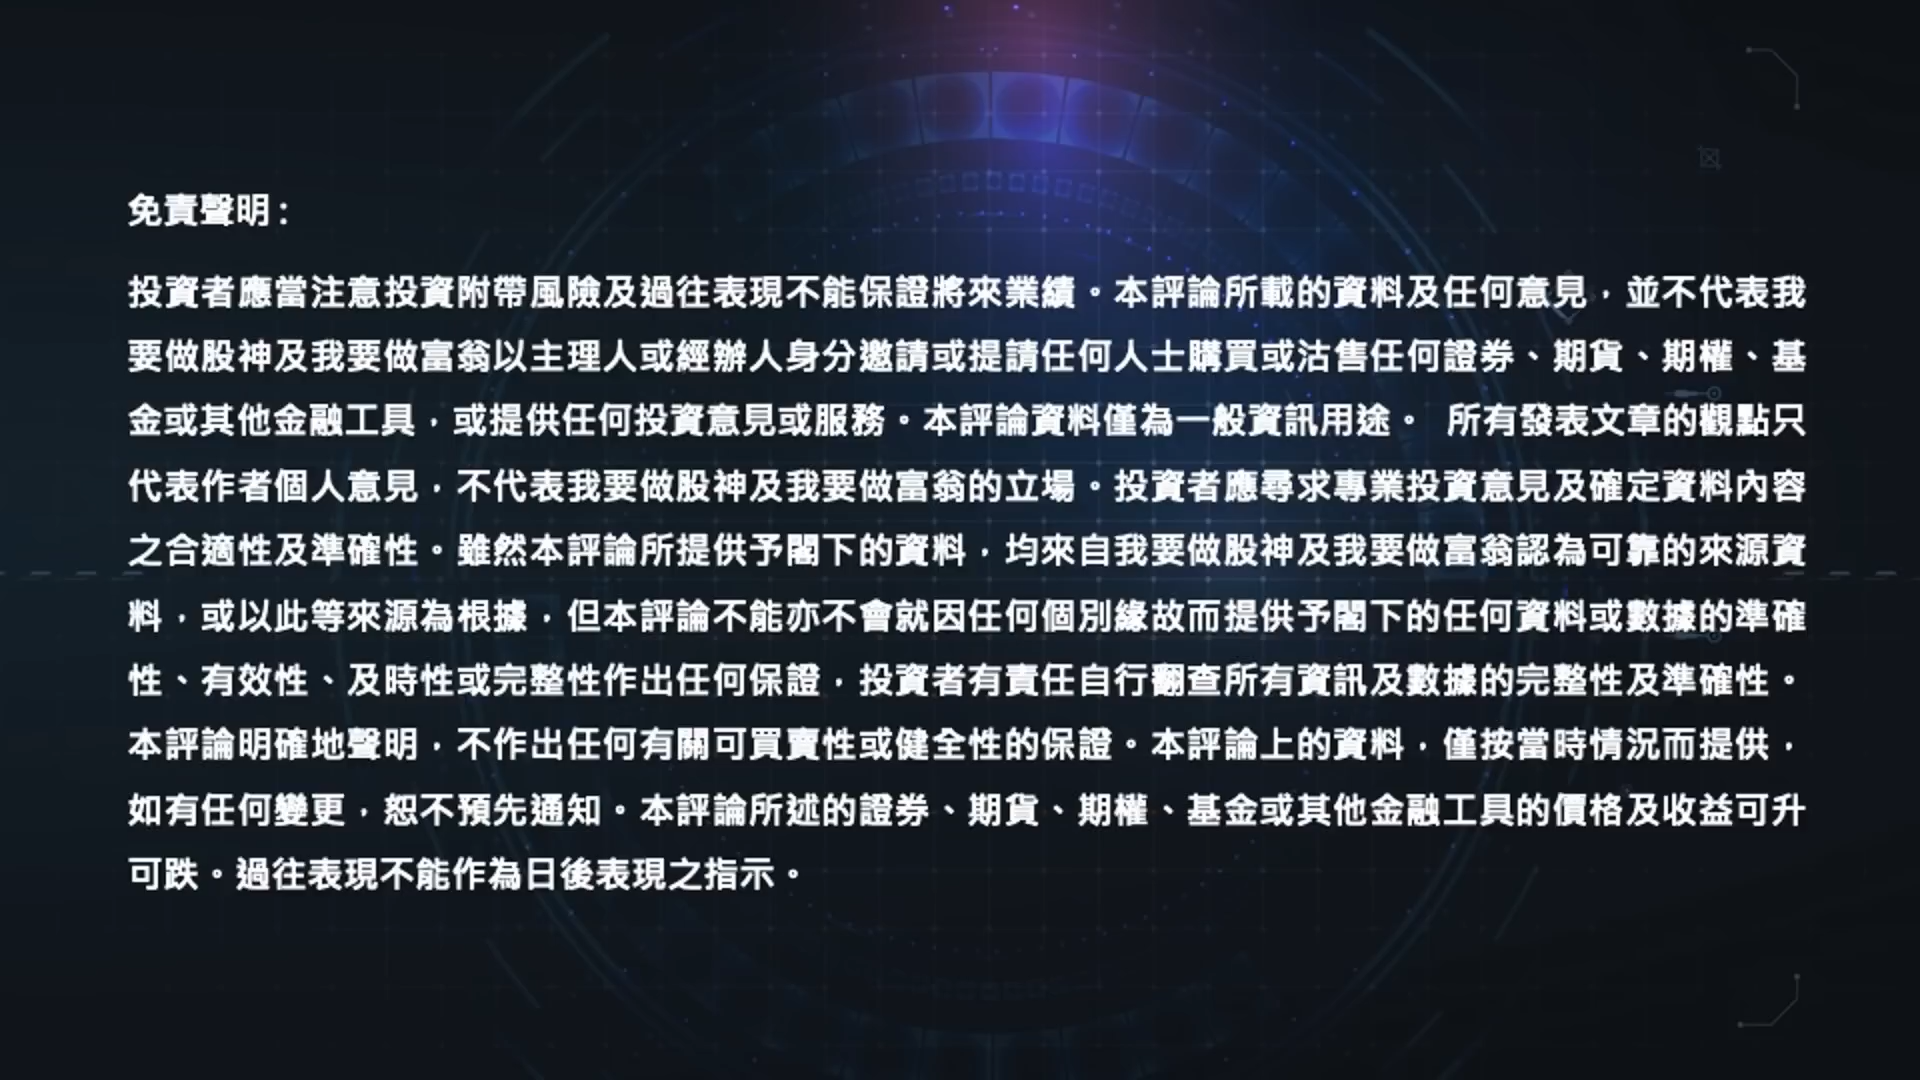 免責聲明:
投資者應當注意投資附帶風險及過往表現不能保證將來業績。本評論所載的資料及任何意見，並不代表我
要做股神及我要做富翁以主理人或經辦人身分邀請或提請任何人士購買或沽售任何證券、期貨、期權、基
金或其他金融工具，或提供任何投資意見或服務。本評論資料僅為一般資訊用途。 所有發表文章的觀點只
代表作者個人意見，不代表我要做股神及我要做富翁的立場。投資者應尋求專業投資意見及確定資料內容
之合適性及準確性。雖然本評論所提供予閣下的資料，均來自我要做股神及我要做富翁認為可靠的來源資
料，或以此等來源為根據，但本評論不能亦不會就因任何個別緣故而提供予閣下的任何資料或數據的準確
性、有效性、及時性或完整性作出任何保證，投資者有責任自行翻查所有資訊及數據的完整性及準確性。
本評論明確地聲明，不作出任何有關可買賣性或健全性的保證。本評論上的資料，僅按當時情況而提供，
如有任何變更，恕不預先通知。本評論所述的證券、期貨、期權、基金或其他金融工具的價格及收益可升
可跌。過往表現不能作為日後表現之指示。